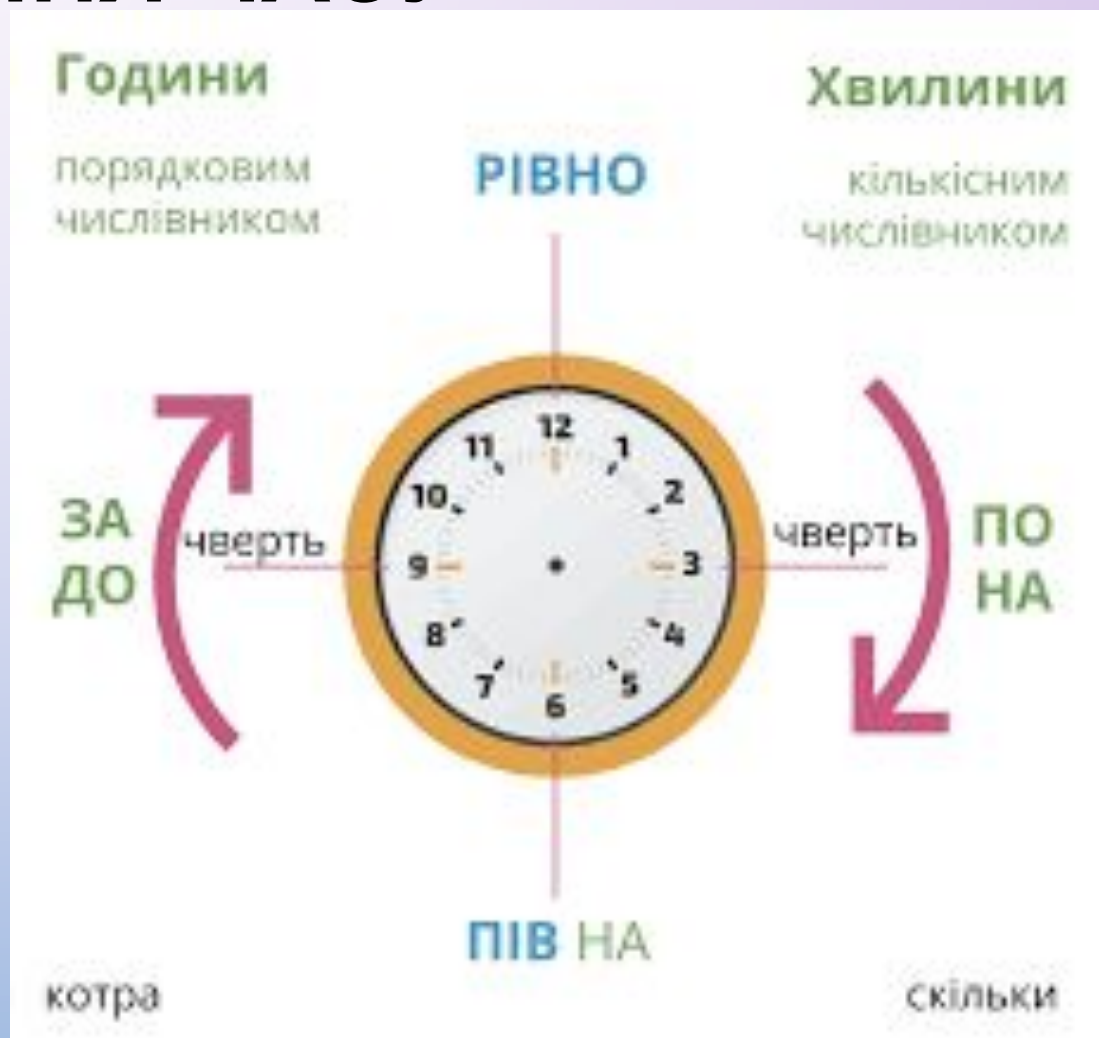 Години
порядковим
числівником
РІВНО
Хвилини
кількісним
числівником
ЗА
ДО
чверть
12
1
2
3
4
5
6
7
8
9
10
11
чверть
ПО
НА
ПІВ НА
котра
скільки